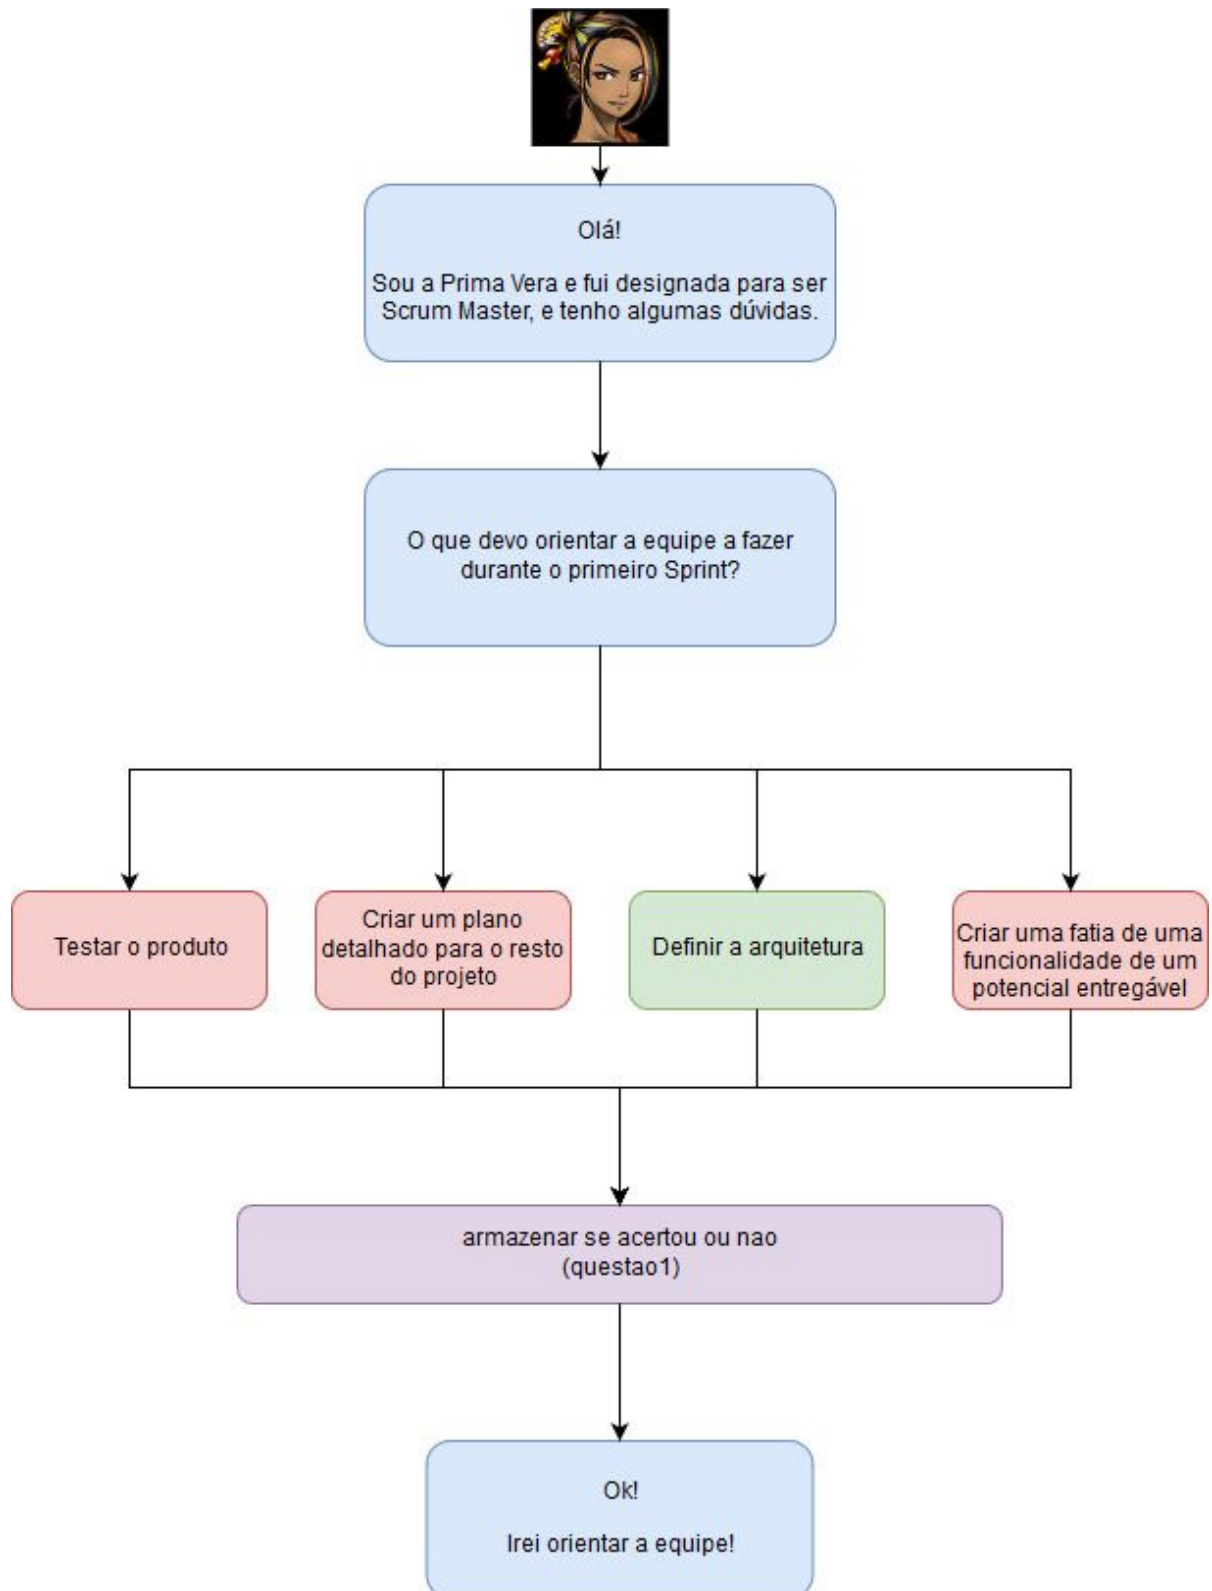 Olá!
Sou a Prima Vera e fui designada para ser
Scrum Master, e tenho algumas dúvidas.
O que devo orientar a equipe a fazer
durante o primeiro Sprint?
Testar o produto
Criar um plano
detalhado para o resto
do projeto
Definir a arquitetura
Criar uma fatia de uma
funcionalidade de um
potencial entregável
armazenar se acertou ou nao
(questao1)
Ok!
Irei orientar a equipe!